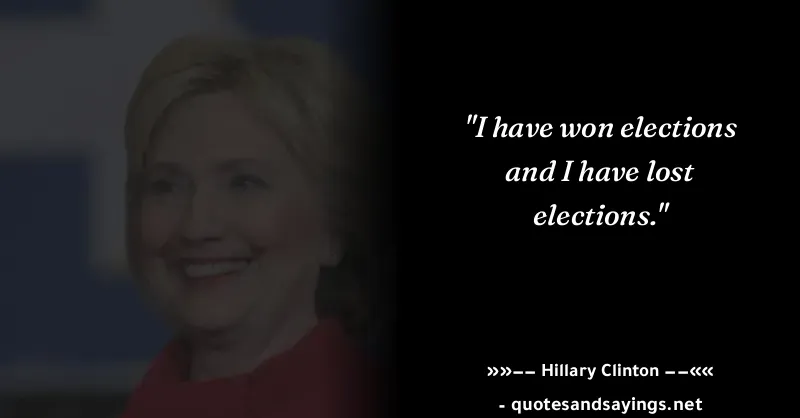 "I have won elections
and I have lost
elections."
»»−− Hillary Clinton −−««
- quotesandsayings.net